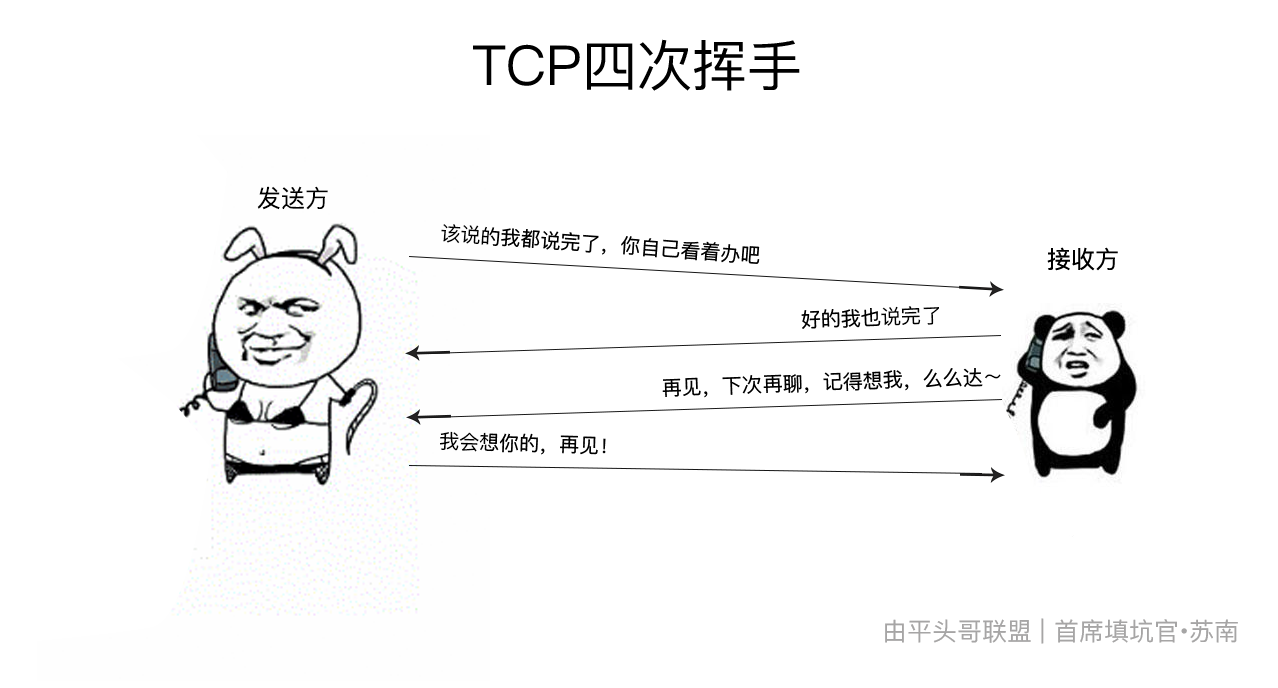 TCP四次挥手
发送方
该说的我都说完了，你自己看着办吧
接收方
好的我也说完了
再见，下次再聊，记得想我，么么达～
我会想你的，再见！
由平头哥联盟 | 首席填坑官•苏南